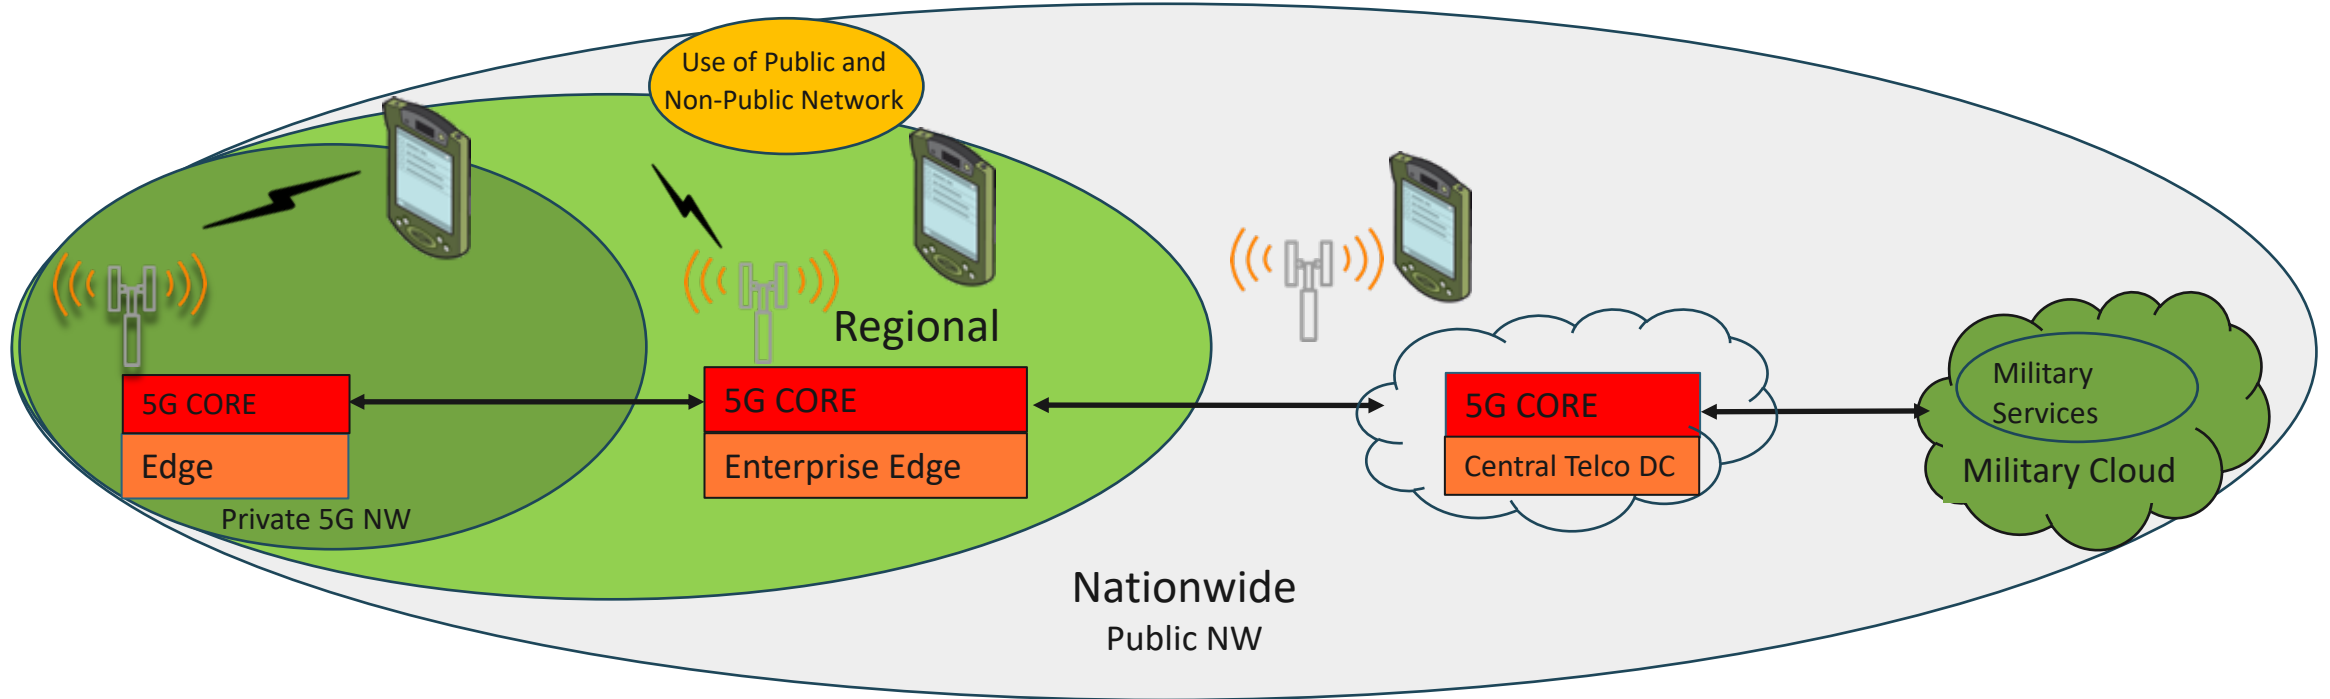 Use of Public and
Non-Public Network
Regional
5G CORE
Edge
Private 5G NW
5G CORE
Enterprise Edge
5G CORE
Central Telco DC
Military
Services
Military Cloud
Nationwide
Public NW